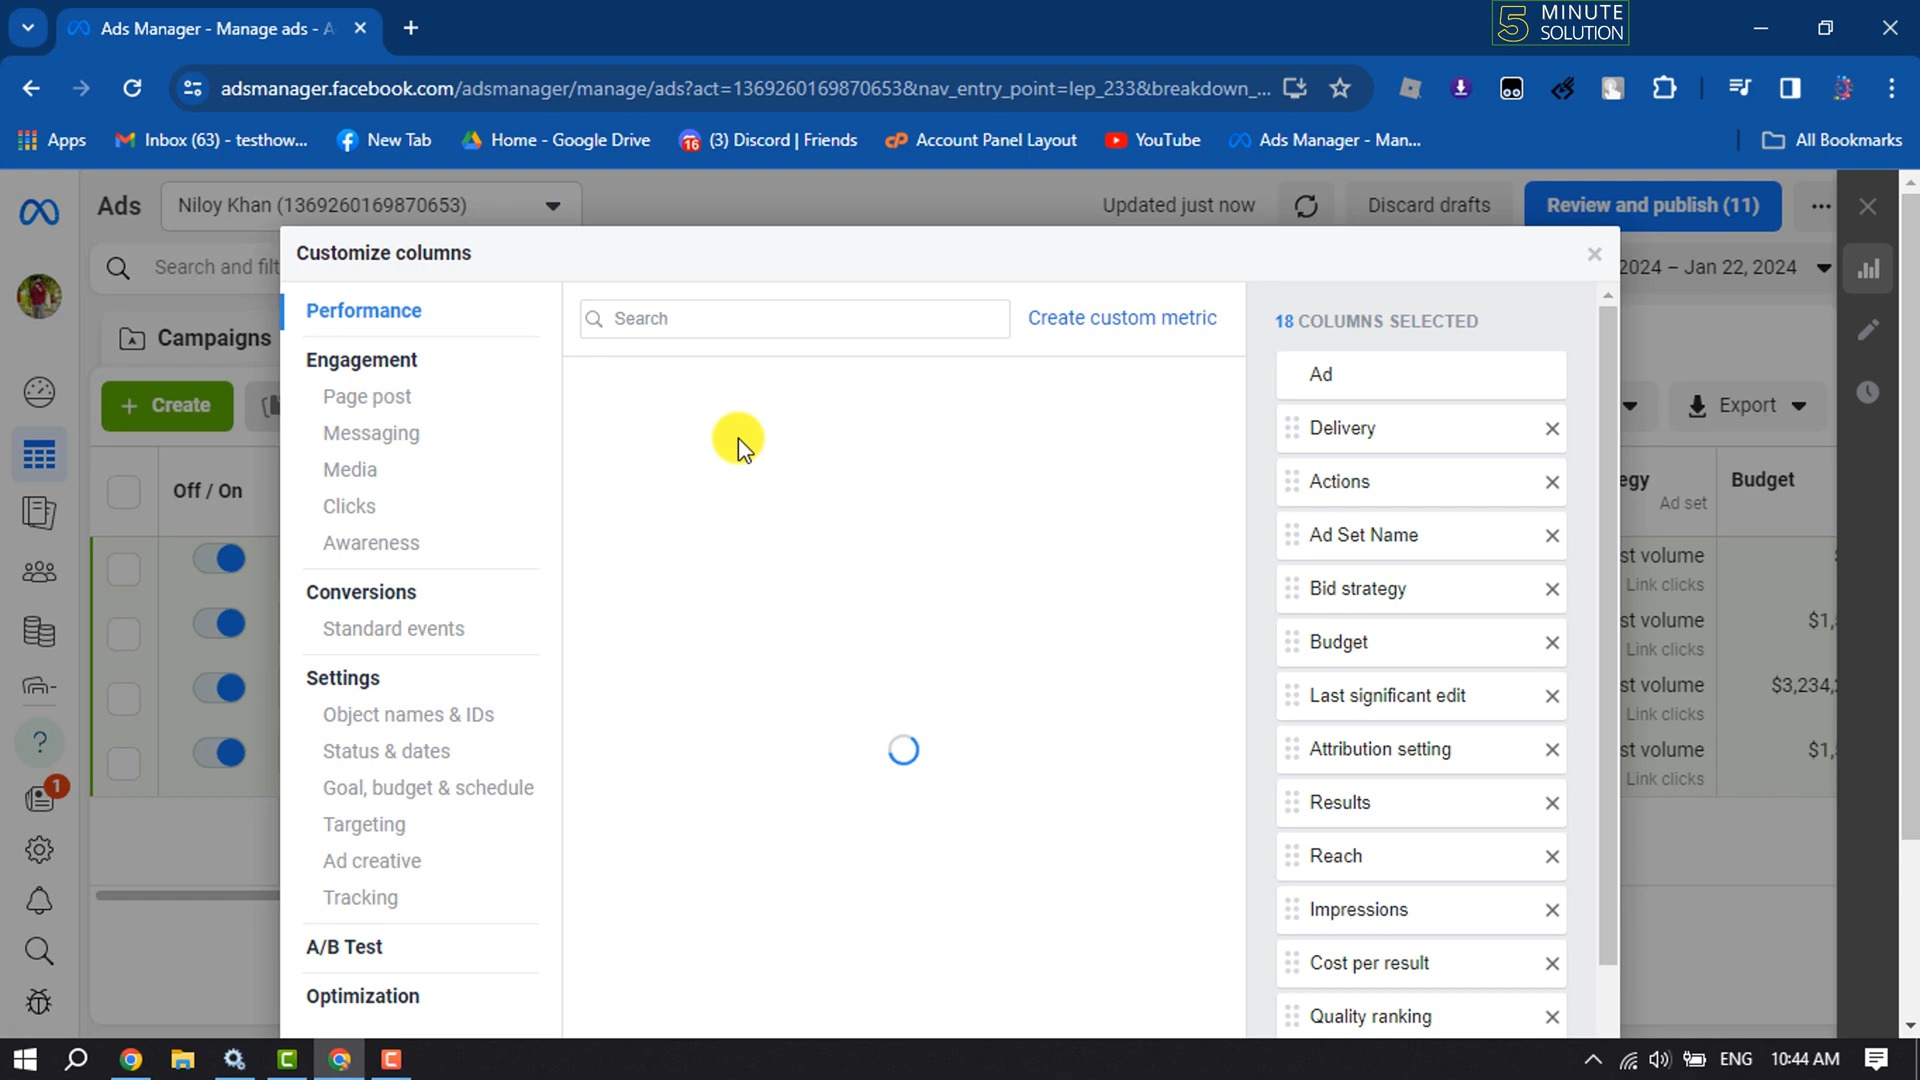 5 MINUTE SOLUTION
Ads Manager - Manage ads - A
adsmanager.facebook.com/adsmanager/manage/ads?act=1369260169870653&nav_entry_point=lep_233&breakdown_...
Apps
Inbox (63) - testhow...
New Tab
Home - Google Drive
16
(3) Discord | Friends
Account Panel Layout
YouTube
Ads Manager - Man...
All Bookmarks
Ads
Niloy Khan (1369260169870653)
Updated just now
Discard drafts
Review and publish (11)
Search and filt
2024 – Jan 22, 2024
Campaigns
+ Create
Export
Off / On
egy
Ad set
Budget
st volume
Link clicks
st volume
$1,
Link clicks
st volume
$3,234,
Link clicks
st volume
$1,
Link clicks
1
Customize columns
Performance
Engagement
Page post
Messaging
Media
Clicks
Awareness
Conversions
Standard events
Settings
Object names & IDs
Status & dates
Goal, budget & schedule
Targeting
Ad creative
Tracking
A/B Test
Optimization
Search
Create custom metric
18 COLUMNS SELECTED
Ad
Delivery
Actions
Ad Set Name
Bid strategy
Budget
Last significant edit
Attribution setting
Results
Reach
Impressions
Cost per result
Quality ranking
ENG
10:44 AM